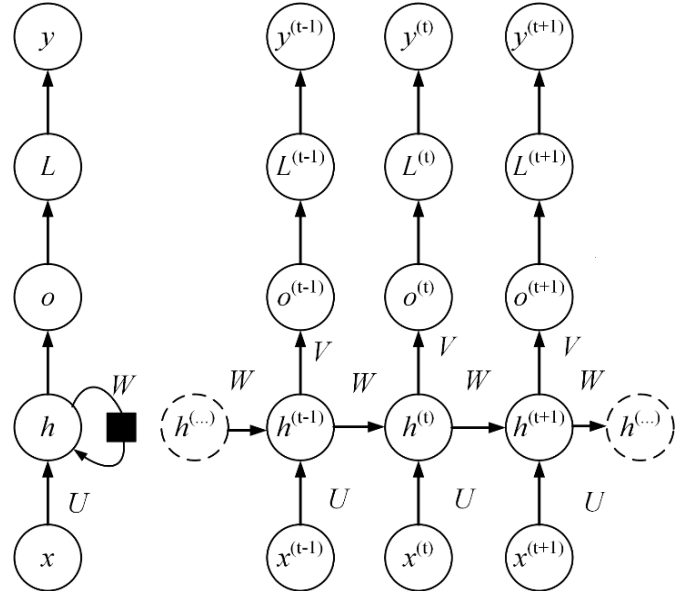 y y^(t-1) y^(t) y^(t+1)
L L^(t-1) L^(t) L^(t+1)
o o^(t-1) o^(t) o^(t+1)
V V V
W W W W W
h h^(...) h^(t-1) h^(t) h^(t+1) h^(...)
U U U U
x x^(t-1) x^(t) x^(t+1)